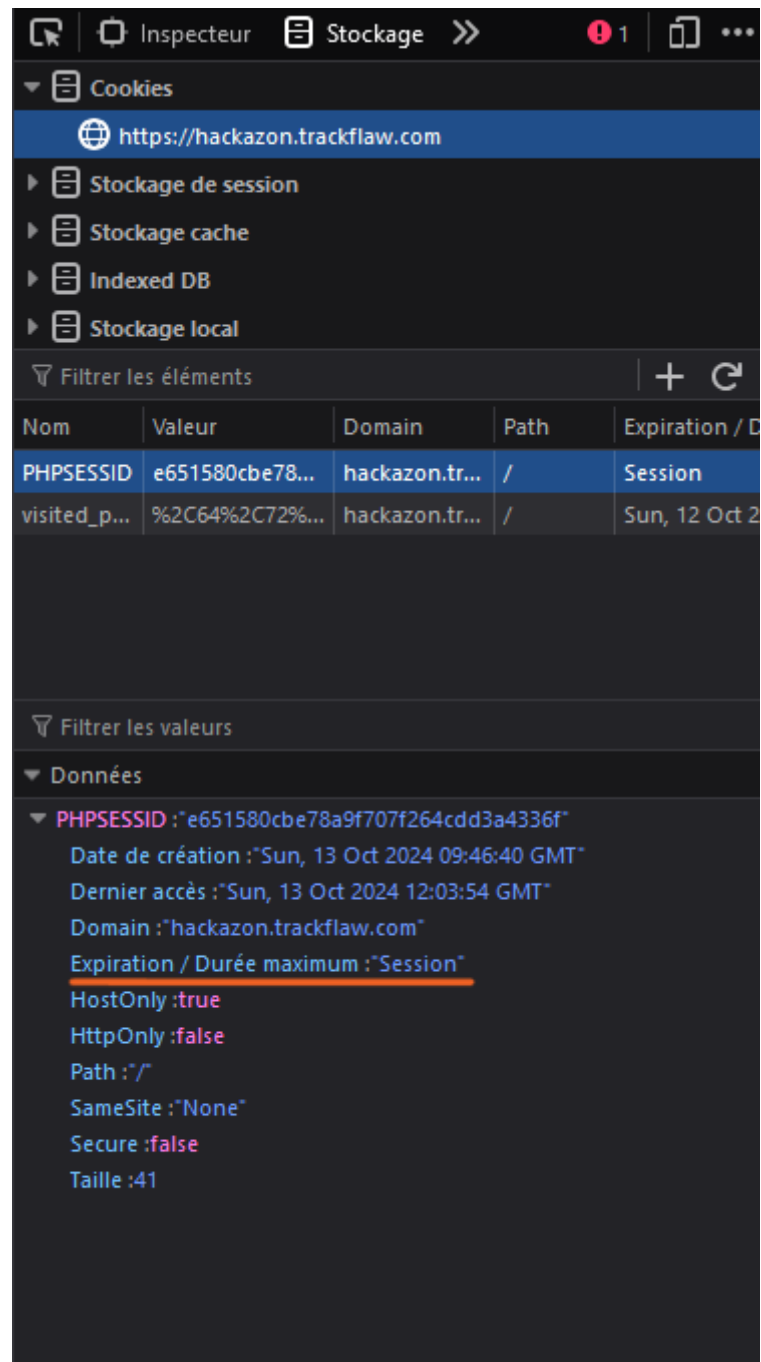 Inspecteur Stockage 1
Cookies
https://hackazon.trackflaw.com
Stockage de session
Stockage cache
Indexed DB
Stockage local
Filtrer les éléments
Nom Valeur Domain Path Expiration / D
PHPSESSID e651580cbe78... hackazon.tr... / Session
visited_p... %2C64%2C72%... hackazon.tr... / Sun, 12 Oct 2
Filtrer les valeurs
Données
PHPSESSID :"e651580cbe78a9f707f264cdd3a4336f"
Date de création :"Sun, 13 Oct 2024 09:46:40 GMT"
Dernier accès :"Sun, 13 Oct 2024 12:03:54 GMT"
Domain :"hackazon.trackflaw.com"
Expiration / Durée maximum :"Session"
HostOnly :true
HttpOnly :false
Path :"/"
SameSite :"None"
Secure :false
Taille :41